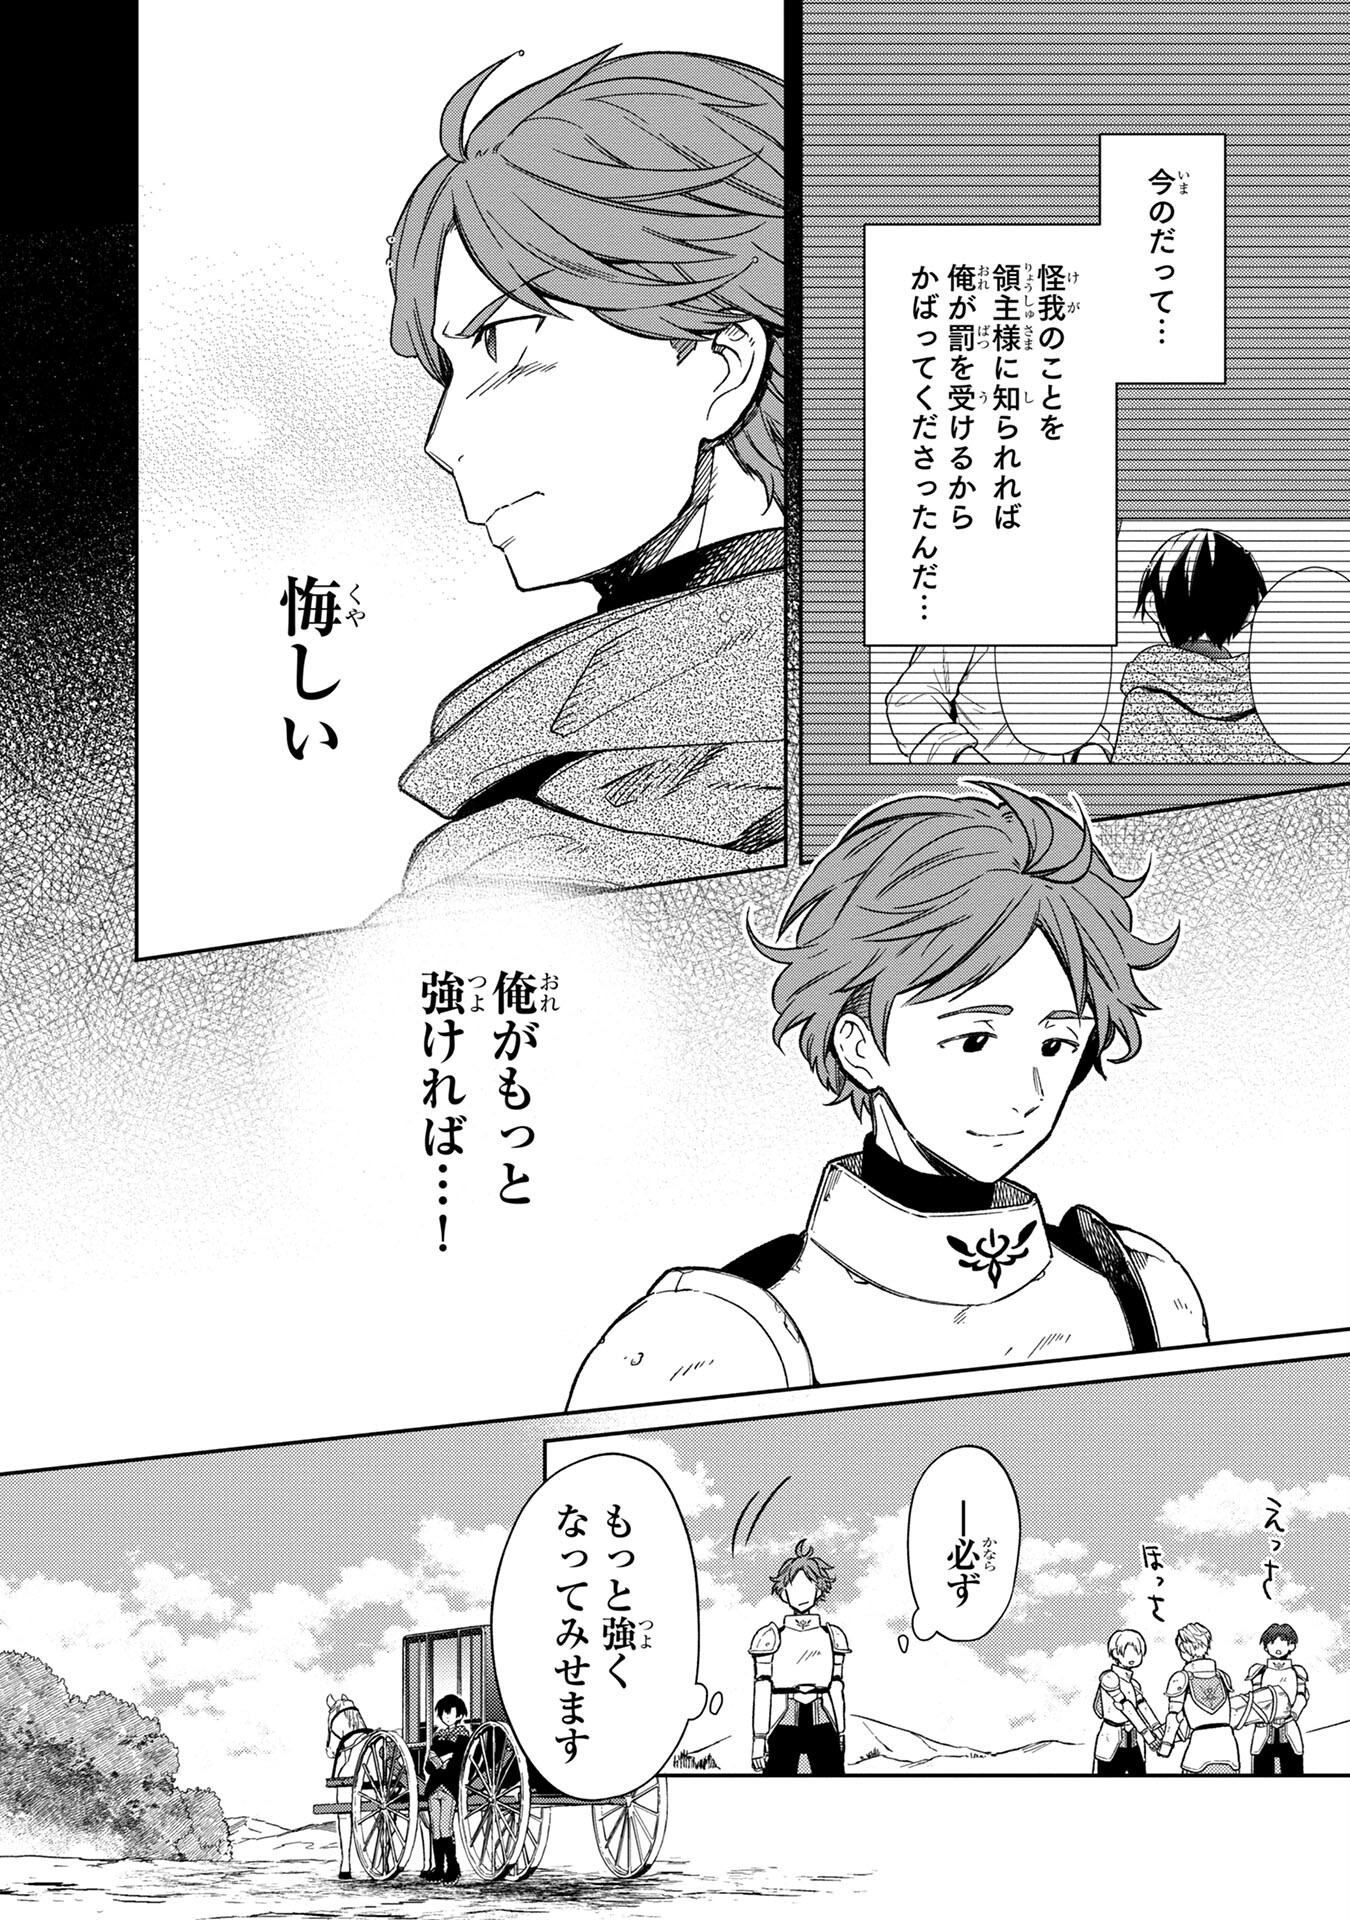 今のだって…
怪我のことを
領主様に知られれば
俺が罰を受けるから
かばってくださったんだ…
悔しい
俺がもっと
強ければ…！
えっさ
ほっさ
ー必ず
もっと強く
なってみせます